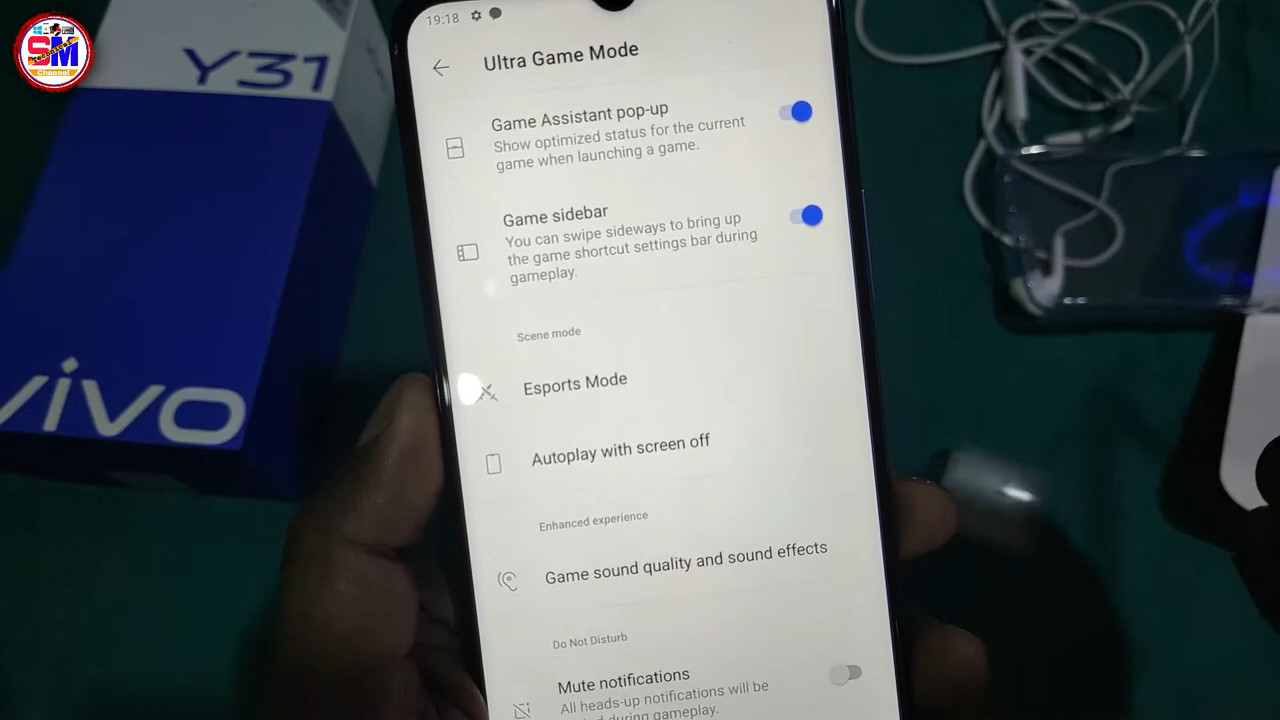 SM
Technical
Channel
Y31
vivo
19:18
Ultra Game Mode
Game Assistant pop-up
Show optimized status for the current
game when launching a game.
Game sidebar
You can swipe sideways to bring up
the game shortcut settings bar during
gameplay.
Scene mode
Esports Mode
Autoplay with screen off
Enhanced experience
Game sound quality and sound effects
Do Not Disturb
Mute notifications
All heads-up notifications will be
during gameplay.